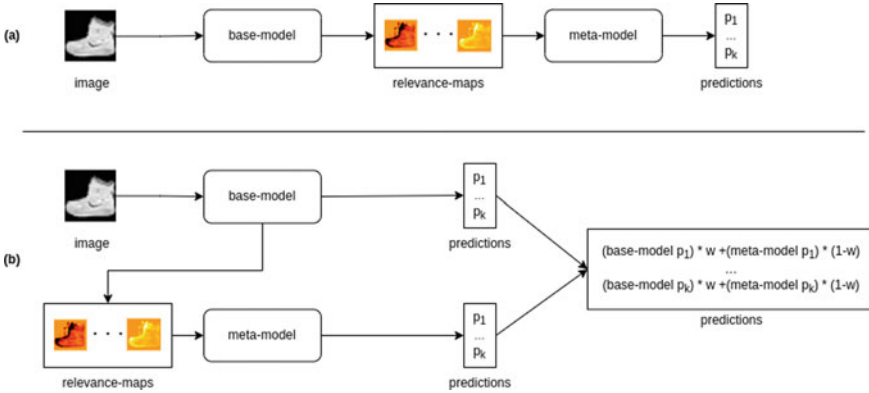 (a)
image
base-model
. . .
relevance-maps
meta-model
p1
...
pk
predictions
(b)
image
base-model
p1
...
pk
predictions
. . .
relevance-maps
meta-model
p1
...
pk
predictions
(base-model p1) * w +(meta-model p1) * (1-w)
...
(base-model pk) * w +(meta-model pk) * (1-w)
predictions